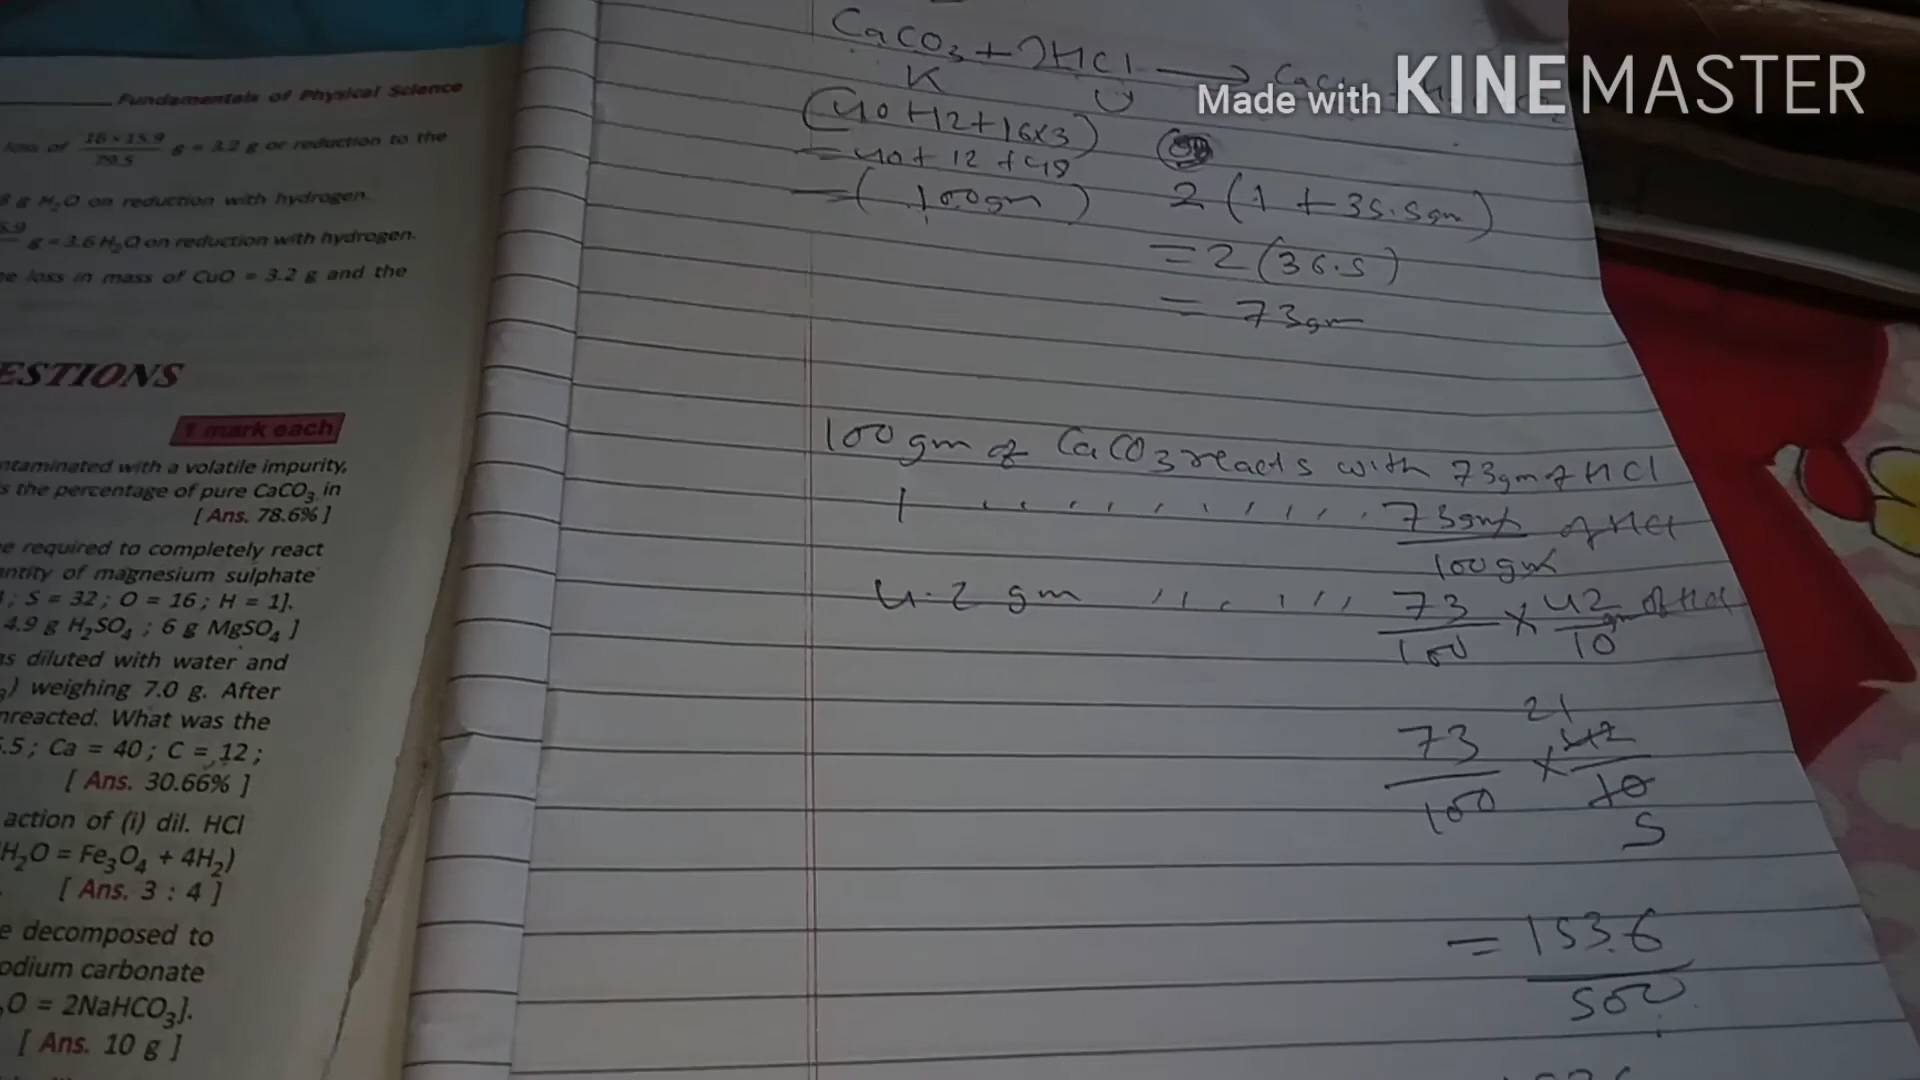 Fundamentals of Physical Science
loss of 16 × 15.9 / 79.5 g = 3.2 g or reduction to the
g H₂O on reduction with hydrogen.
g = 3.6 H₂O on reduction with hydrogen.
loss in mass of CuO = 3.2 g and the
ESTIONS
1 mark each
ntaminated with a volatile impurity,
s the percentage of pure CaCO₃ in
[ Ans. 78.6% ]
e required to completely react
antity of magnesium sulphate
; S = 32 ; O = 16 ; H = 1].
4.9 g H₂SO₄ ; 6 g MgSO₄ ]
as diluted with water and
) weighing 7.0 g. After
nreacted. What was the
.5 ; Ca = 40 ; C = 12 ;
[ Ans. 30.66% ]
action of (i) dil. HCl
H₂O = Fe₃O₄ + 4H₂)
[ Ans. 3 : 4 ]
e decomposed to
odium carbonate
O = 2NaHCO₃].
[ Ans. 10 g ]
CaCO₃ + 2HCl →
Made with KINEMASTER
(40+12+16×3)
= 40+12+48
= (100gm)
2(1+35.5gm)
= 2(36.5)
= 73gm
100gm of CaCO3 reacts with 73gm of HCl
1 73gm / 100gm of HCl
4.2 gm 73/100 × 42/10 gm of HCl
73/100 × 42/10
21
5
= 153.6 / 500